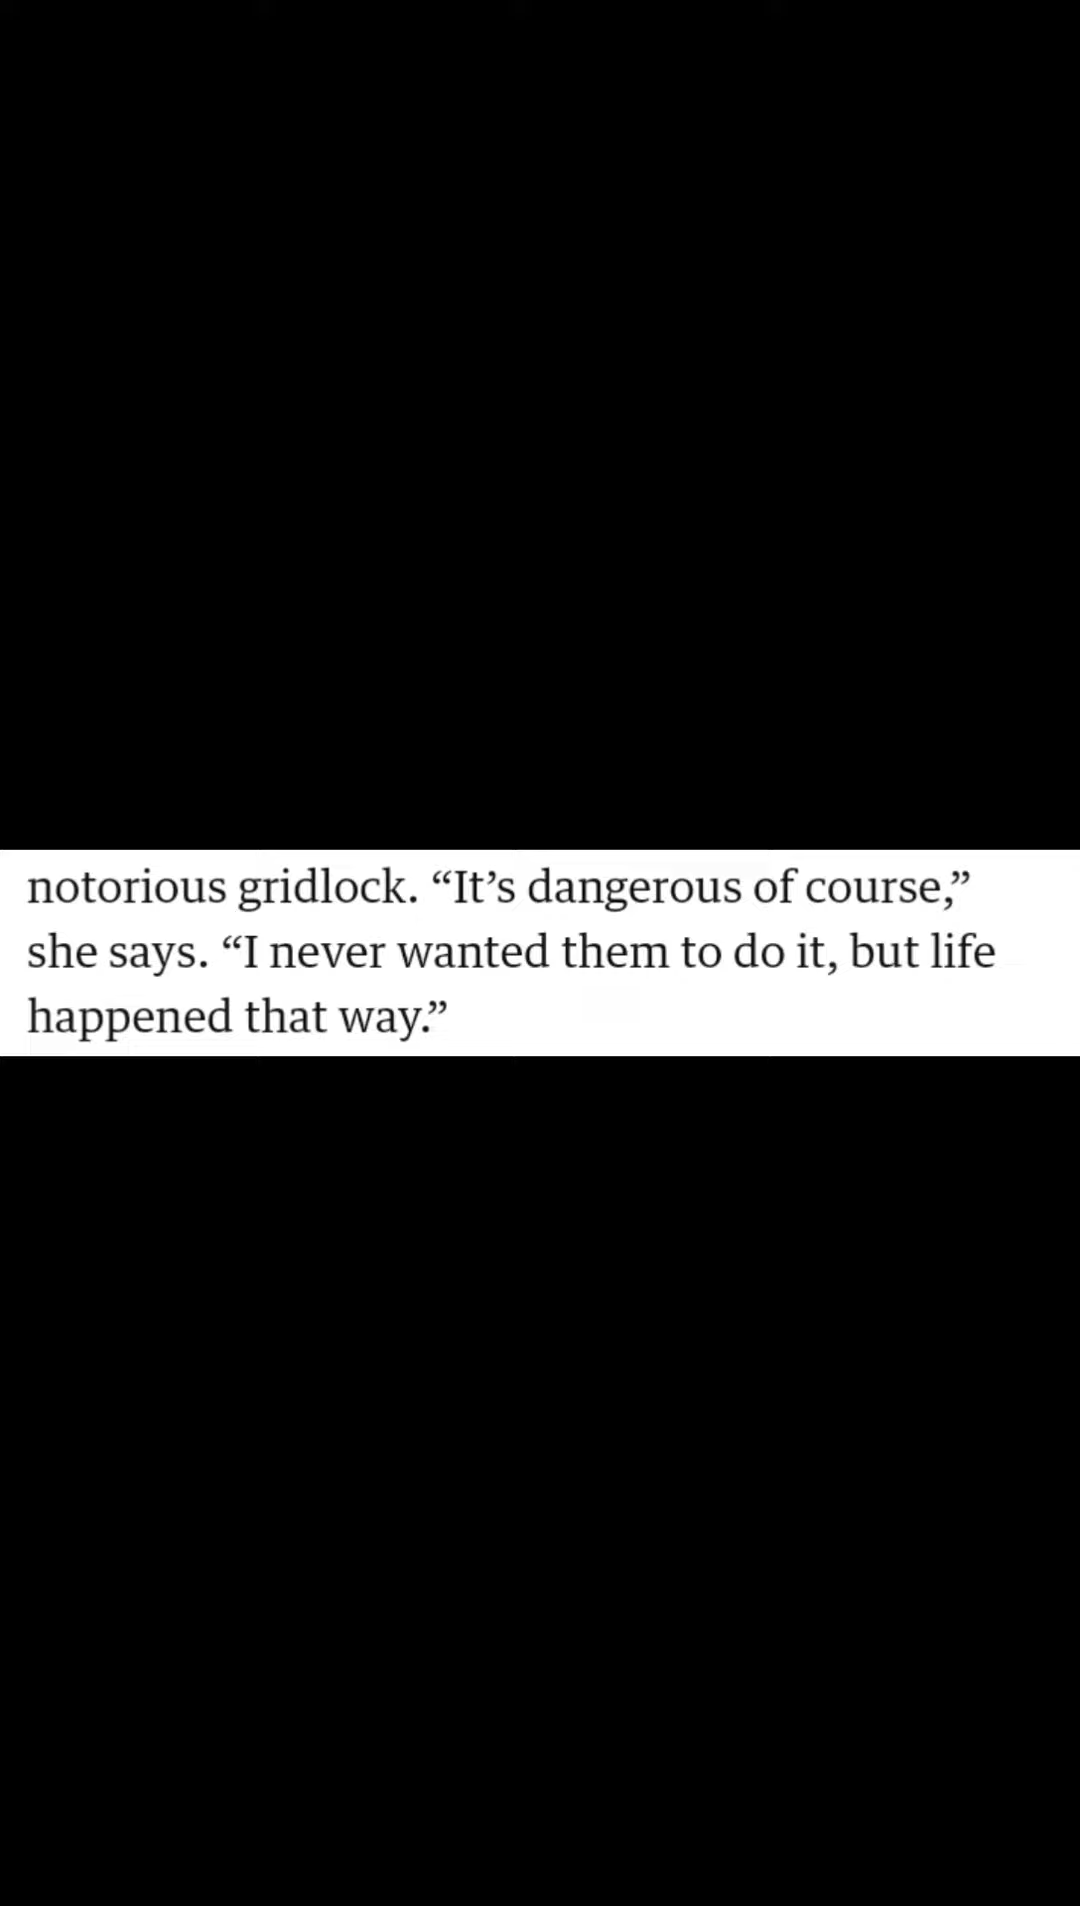 notorious gridlock. “It’s dangerous of course,”
she says. “I never wanted them to do it, but life
happened that way.”